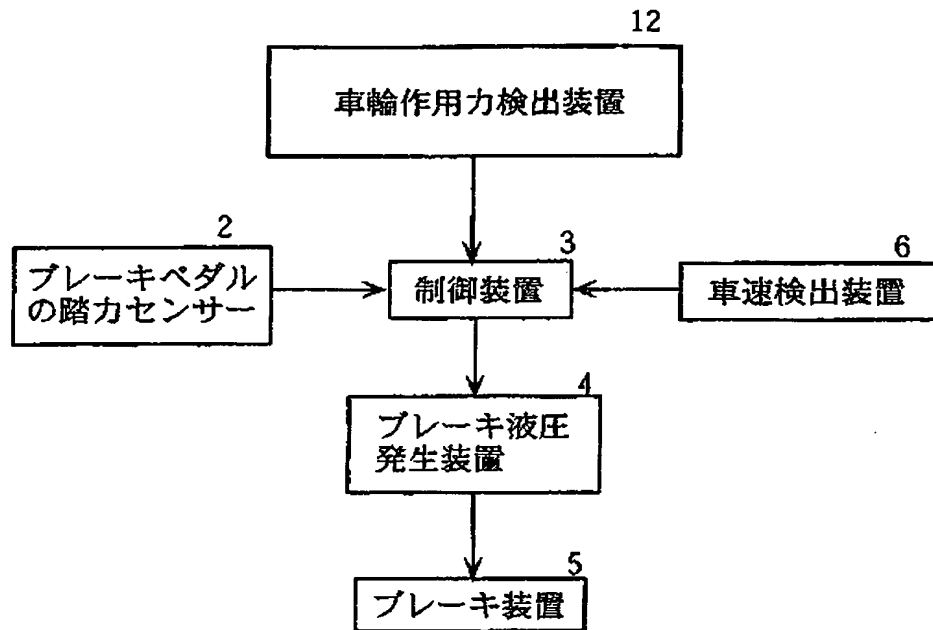 12
車輪作用力検出装置
2
ブレーキペダル
の踏力センサー
3
制御装置
6
車速検出装置
4
ブレーキ液圧
発生装置
5
ブレーキ装置